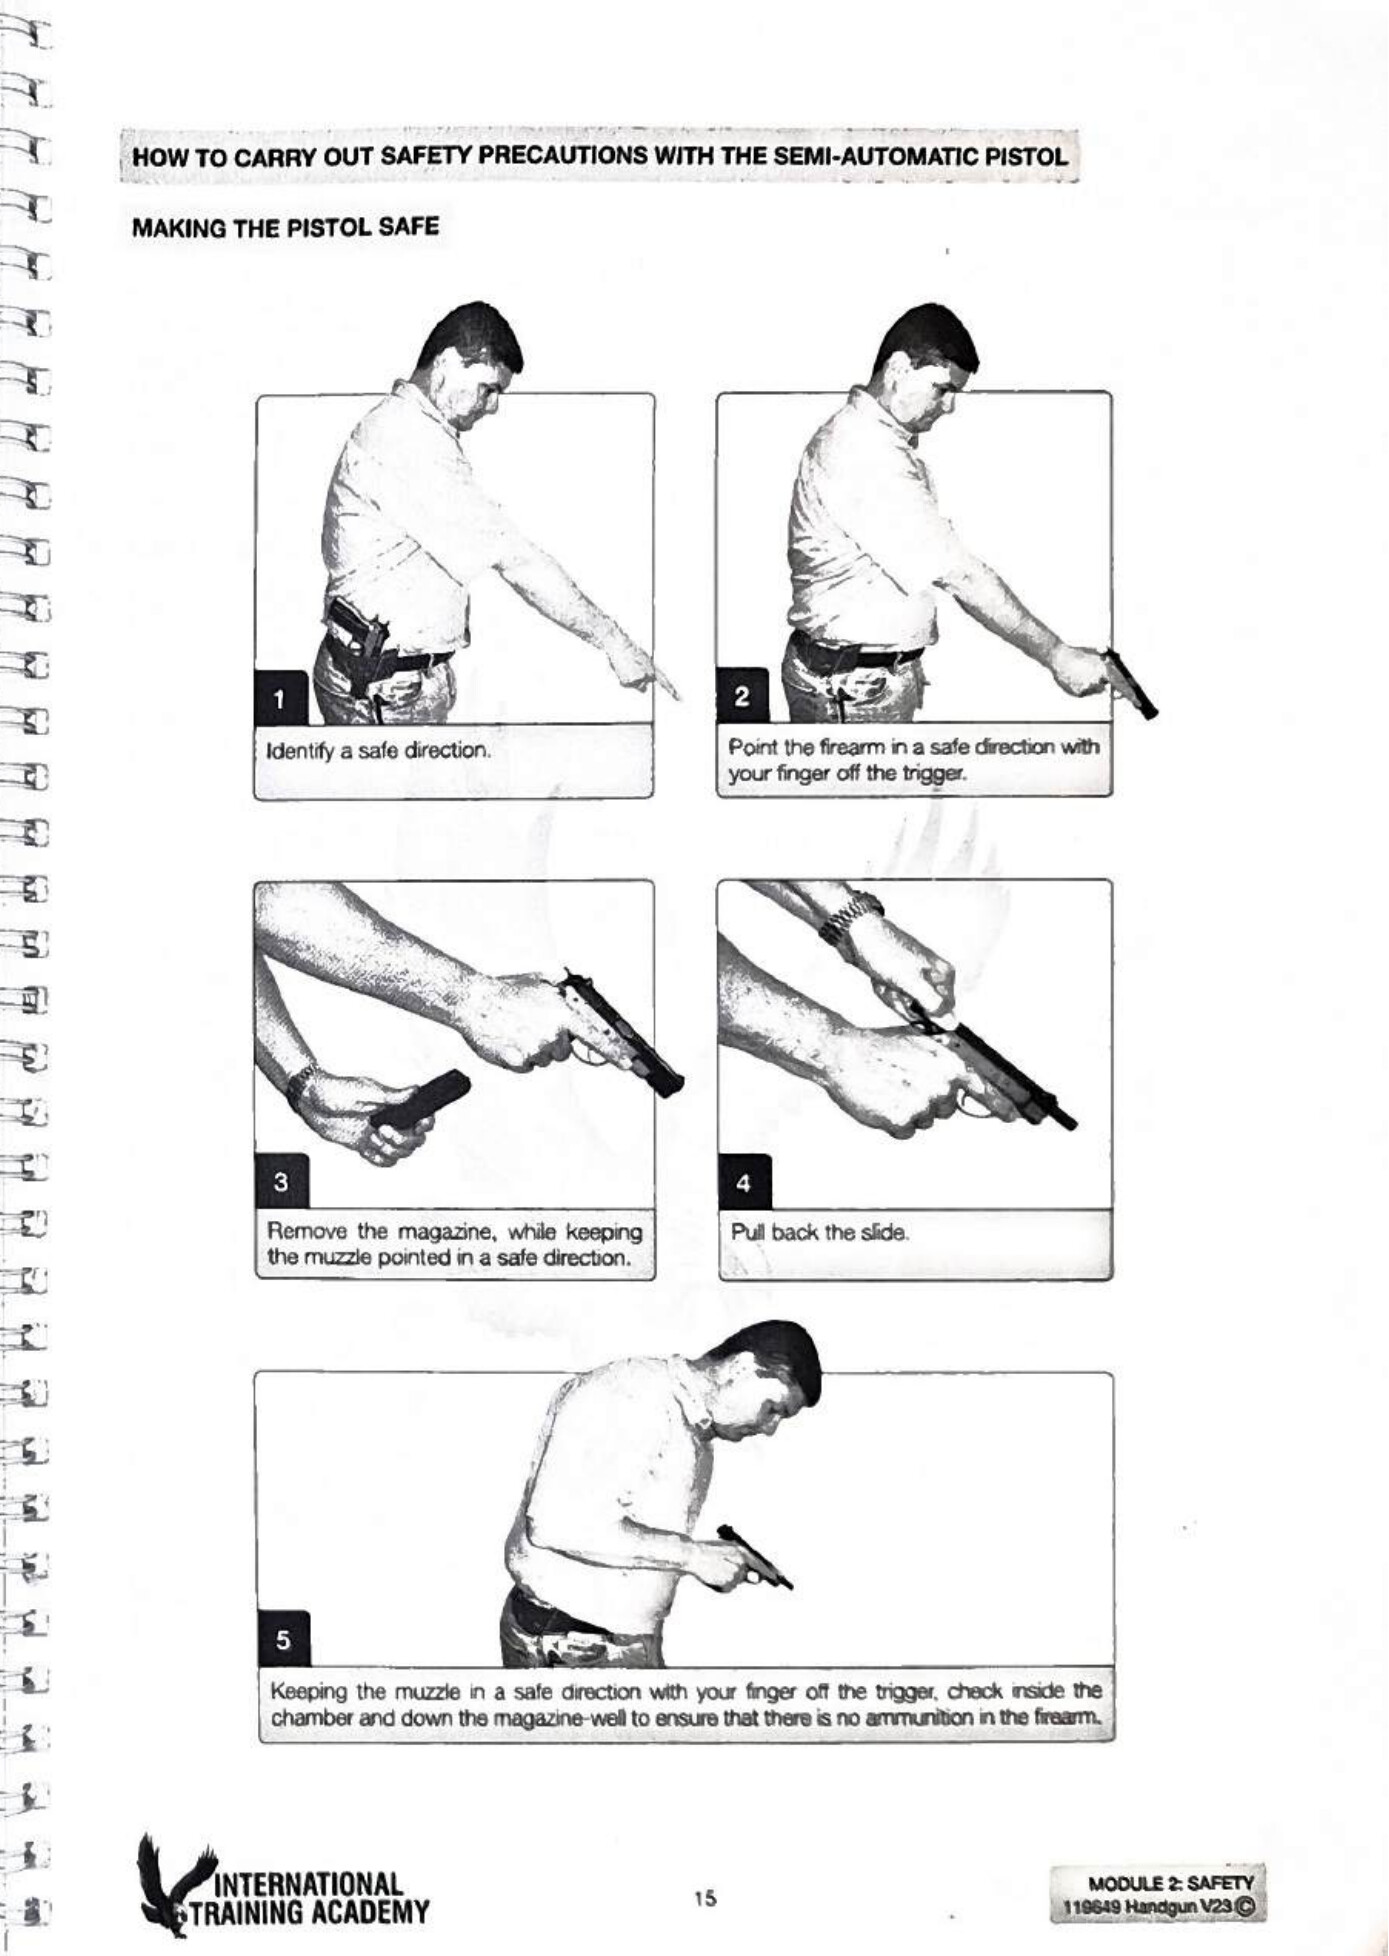 HOW TO CARRY OUT SAFETY PRECAUTIONS WITH THE SEMI-AUTOMATIC PISTOL
MAKING THE PISTOL SAFE
1
Identify a safe direction.
2
Point the firearm in a safe direction with
your finger off the trigger.
3
Remove the magazine, while keeping
the muzzle pointed in a safe direction.
4
Pull back the slide.
5
Keeping the muzzle in a safe direction with your finger off the trigger, check inside the
chamber and down the magazine-well to ensure that there is no ammunition in the firearm.
INTERNATIONAL
TRAINING ACADEMY
15
MODULE 2: SAFETY
119649 Handgun V23 ©